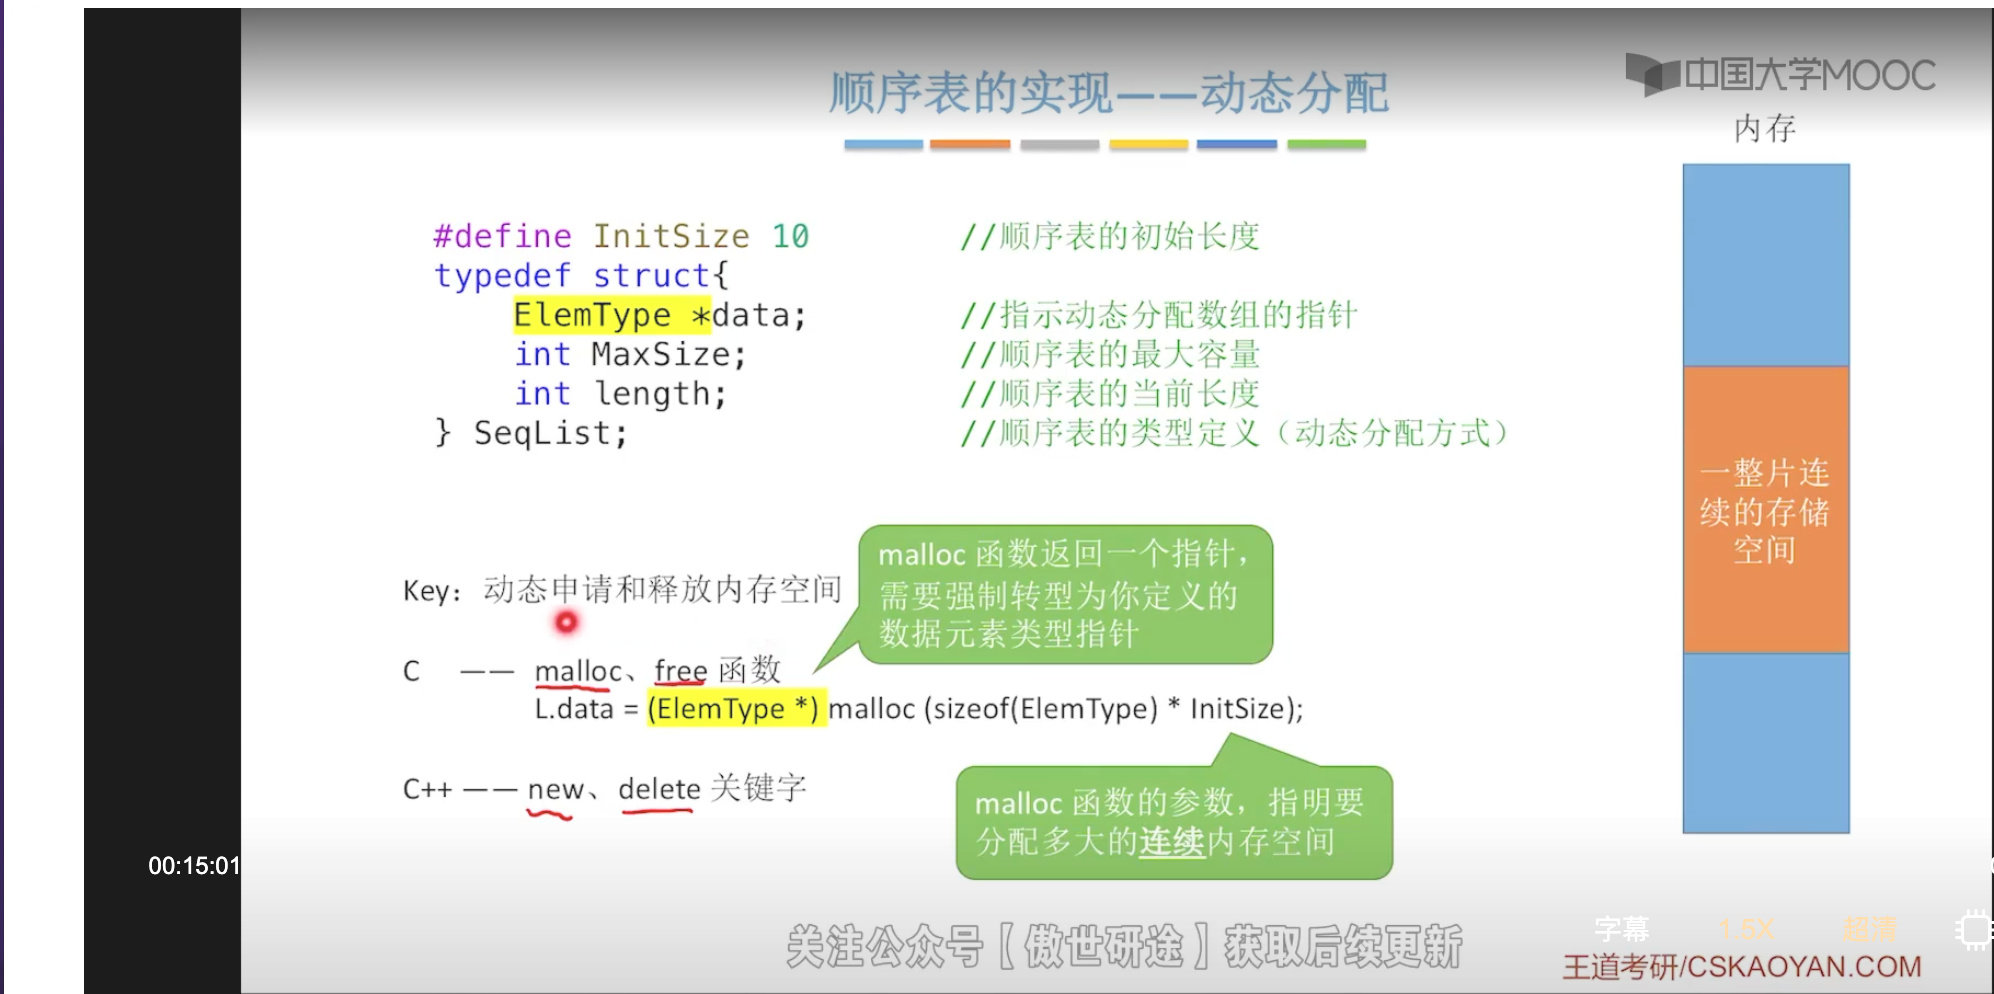 中国大学MOOC
顺序表的实现——动态分配
内存
#define InitSize 10 //顺序表的初始长度
typedef struct{
ElemType *data; //指示动态分配数组的指针
int MaxSize; //顺序表的最大容量
int length; //顺序表的当前长度
} SeqList; //顺序表的类型定义（动态分配方式）
一整片连
续的存储
空间
malloc 函数返回一个指针，
需要强制转型为你定义的
数据元素类型指针
Key：动态申请和释放内存空间
C —— malloc、free 函数
L.data = (ElemType *) malloc (sizeof(ElemType) * InitSize);
C++ —— new、delete 关键字
malloc 函数的参数，指明要
分配多大的连续内存空间
00:15:01
关注公众号【傲世研途】获取后续更新
字幕 1.5X 超清
王道考研/CSKAOYAN.COM